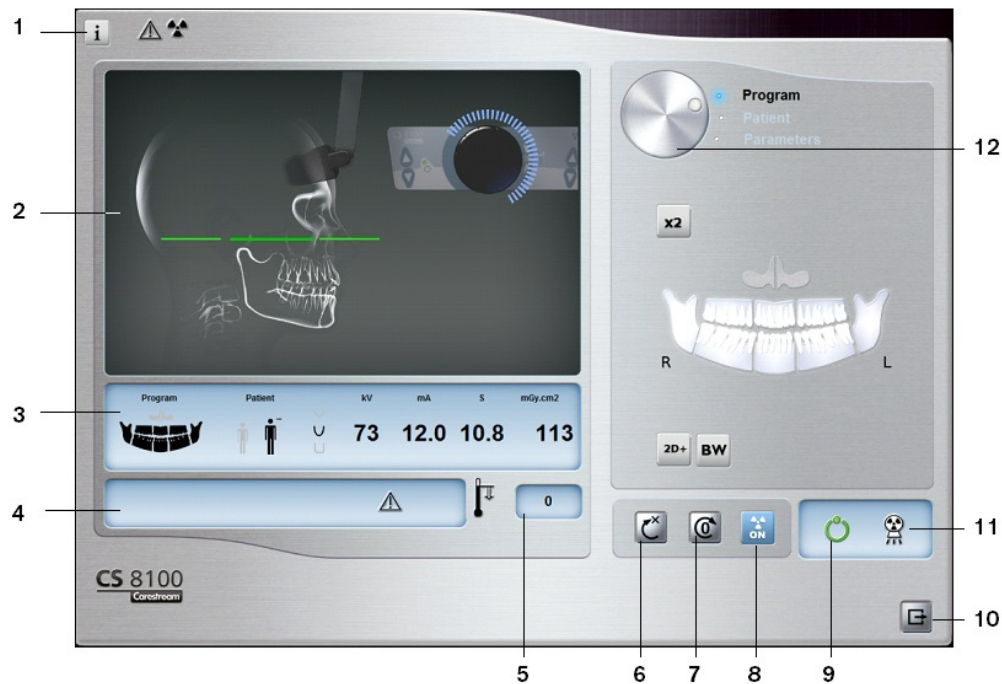 1
i
2
3
4
Program
Patient
Parameters
12
x2
R
L
Program Patient kV mA S mGy.cm2
73 12.0 10.8 113
2D+ BW
0
0
ON
11
CS 8100
Carestream
10
5 6 7 8 9